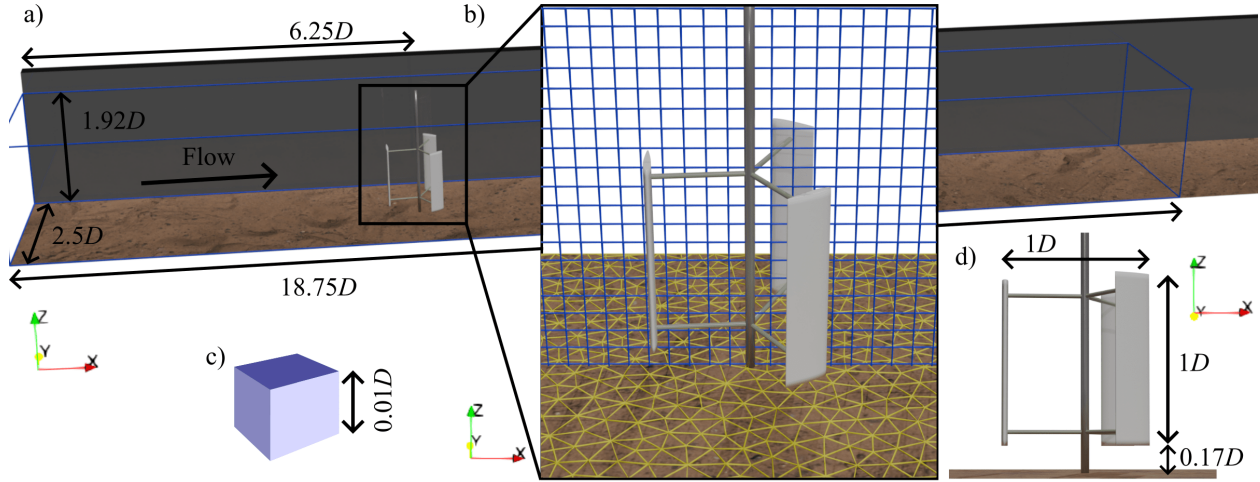 a)
6.25D
1.92D
Flow
2.5D
18.75D
Z
Y
X
b)
c)
0.01D
Z
Y
X
d)
1D
1D
0.17D
Z
Y
X